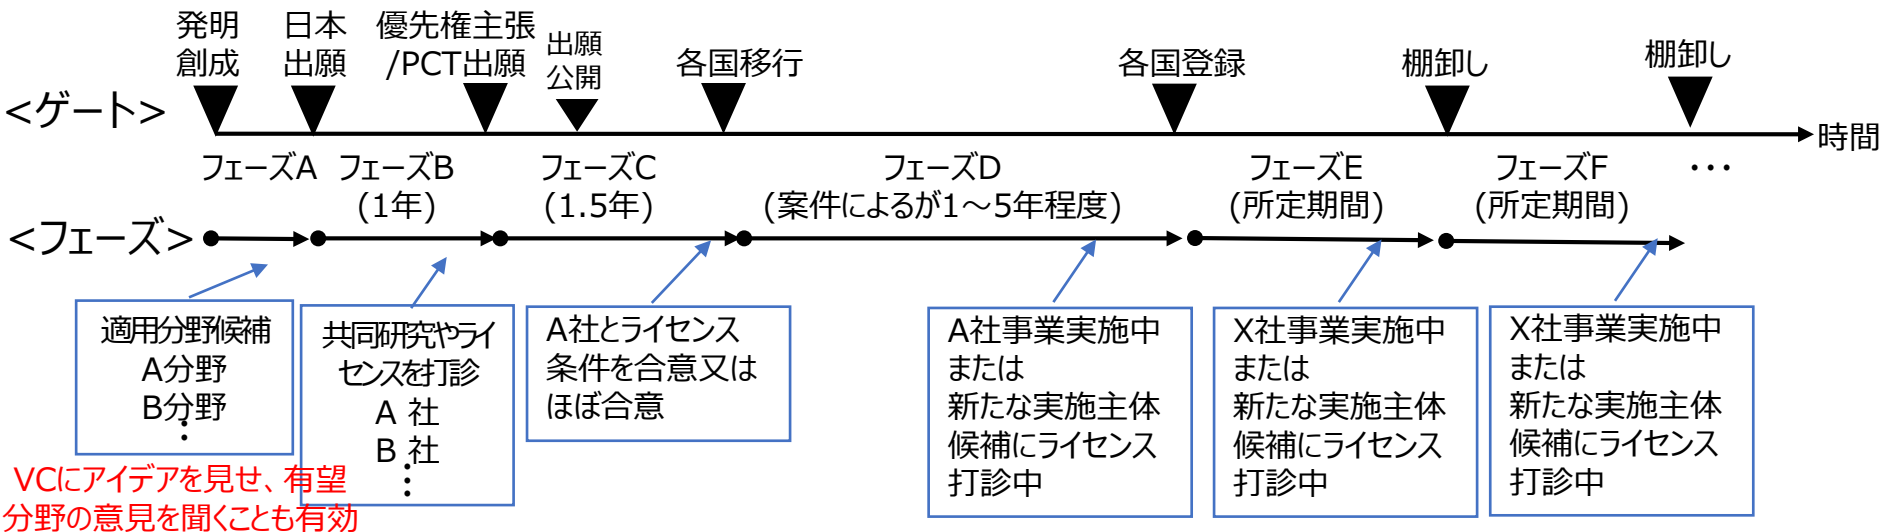 発明
創成
日本
出願
優先権主張
/PCT出願
出願
公開
各国移行
各国登録
棚卸し
棚卸し
<ゲート>
時間
フェーズA
フェーズB
(1年)
フェーズC
(1.5年)
フェーズD
(案件によるが1～5年程度)
フェーズE
(所定期間)
フェーズF
(所定期間)
…
<フェーズ>
適用分野候補
A分野
B分野
:
VCにアイデアを見せ、有望
分野の意見を聞くことも有効
共同研究やライ
センスを打診
A 社
B 社
⋮
A社とライセンス
条件を合意又は
ほぼ合意
A社事業実施中
または
新たな実施主体
候補にライセンス
打診中
X社事業実施中
または
新たな実施主体
候補にライセンス
打診中
X社事業実施中
または
新たな実施主体
候補にライセンス
打診中